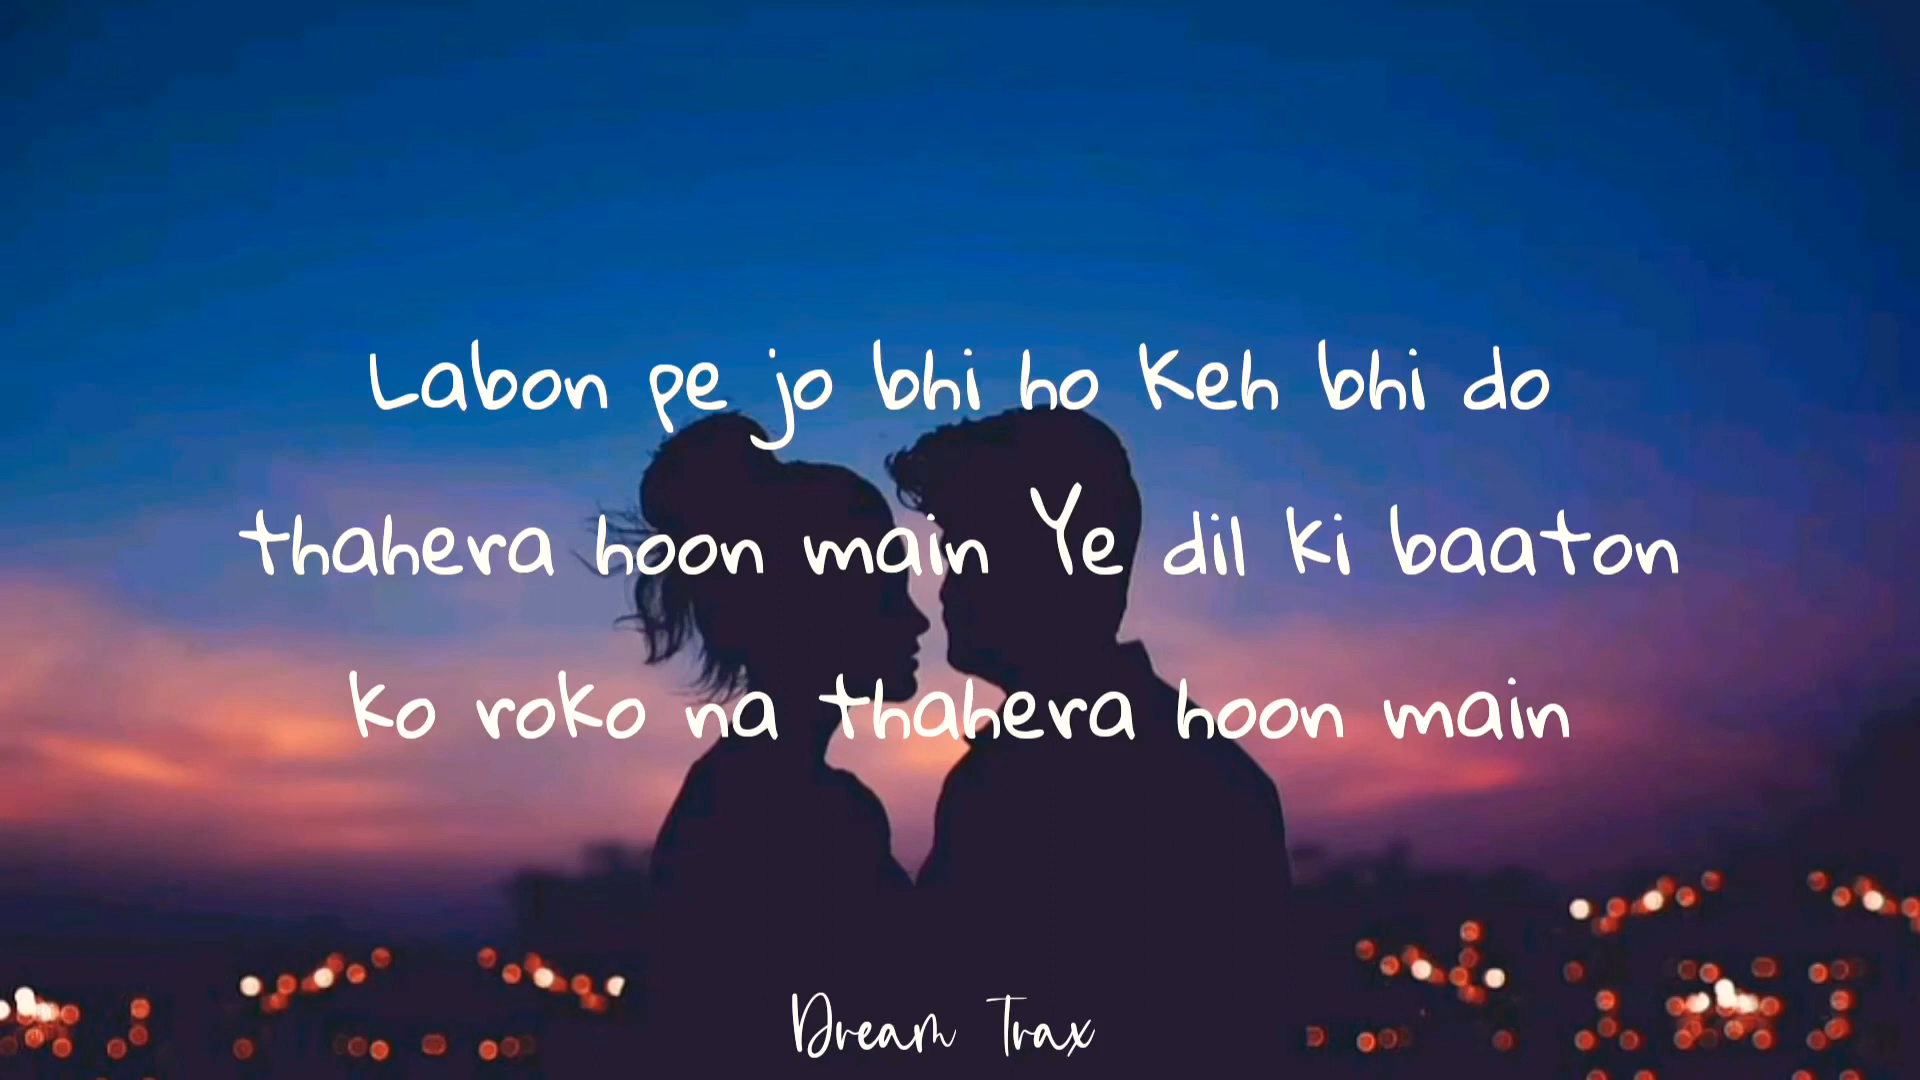 Labon pe jo bhi ho Keh bhi do
thahera hoon main Ye dil ki baaton
ko roko na thahera hoon main
Dream Trax